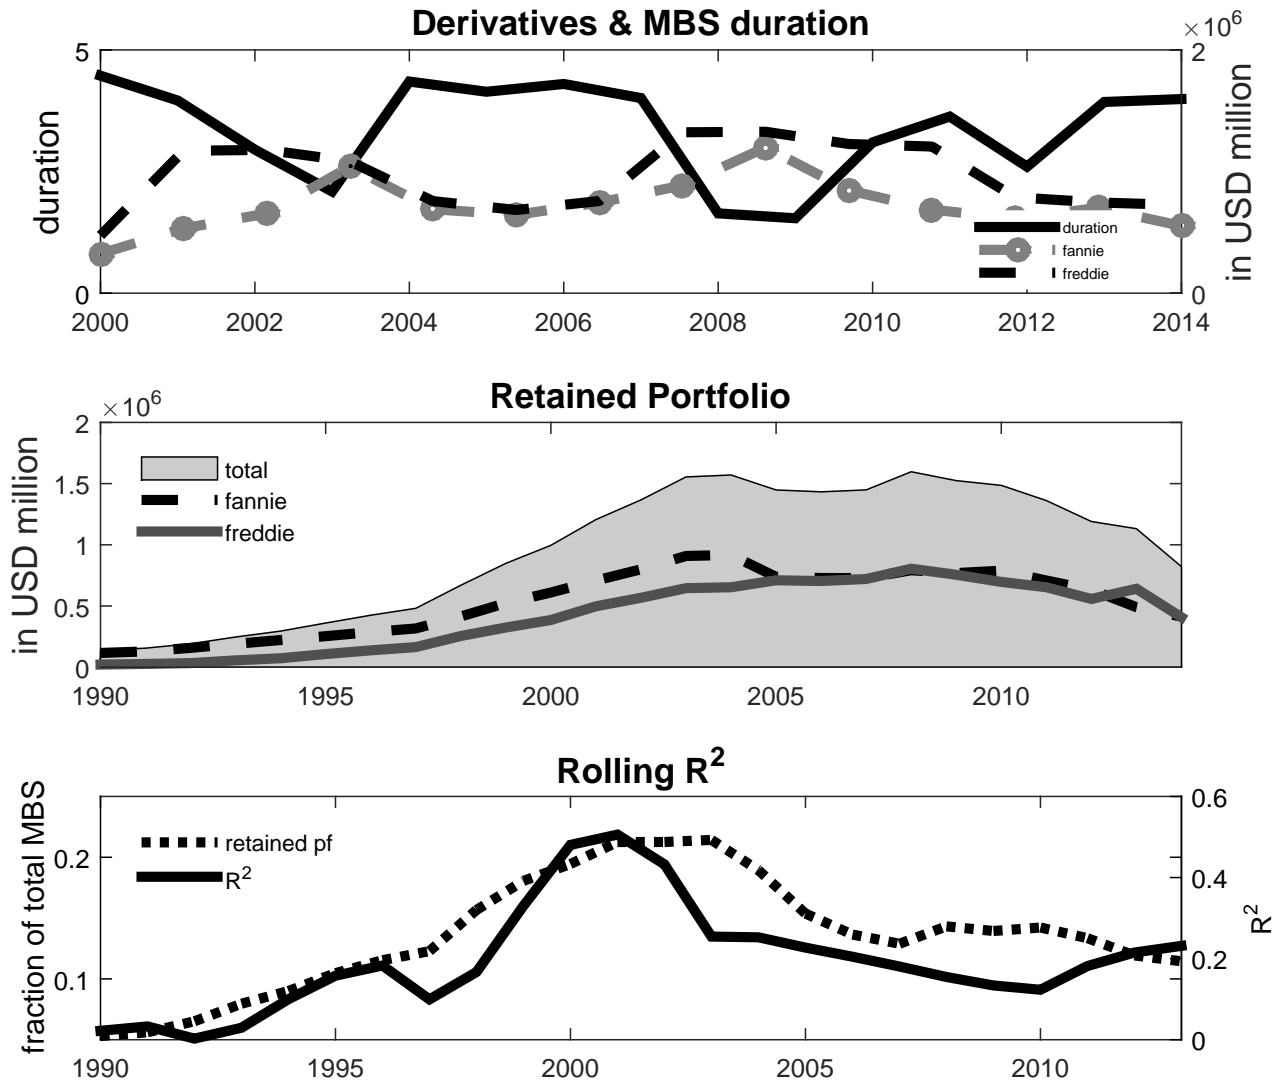 Derivatives & MBS duration
×10^6
5
2
duration
in USD million
duration
fannie
freddie
0
0
2000 2002 2004 2006 2008 2010 2012 2014
Retained Portfolio
×10^6
2
in USD million
total
1.5
fannie
freddie
1
0.5
0
1990 1995 2000 2005 2010
Rolling R^2
0.6
fraction of total MBS
retained pf
0.2
R^2
0.4
R^2
0.1
0.2
0
1990 1995 2000 2005 2010